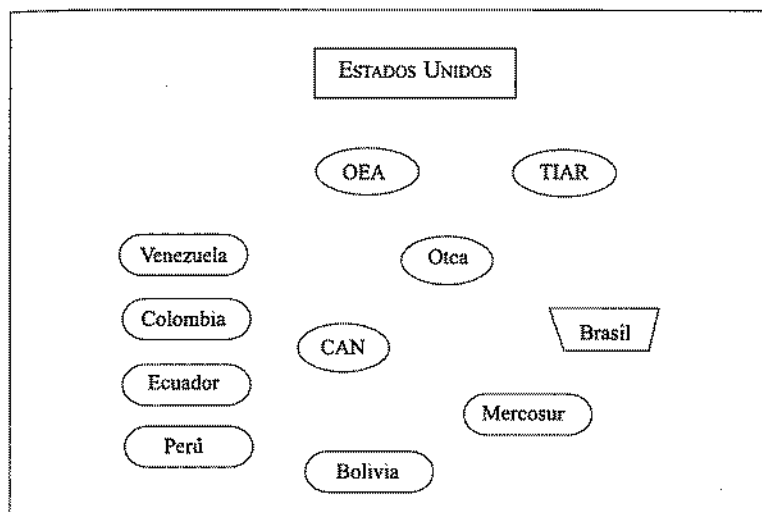 ESTADOS UNIDOS
OEA
TIAR
Venezuela
Otca
Colombia
Brasil
CAN
Ecuador
Mercosur
Perú
Bolivia